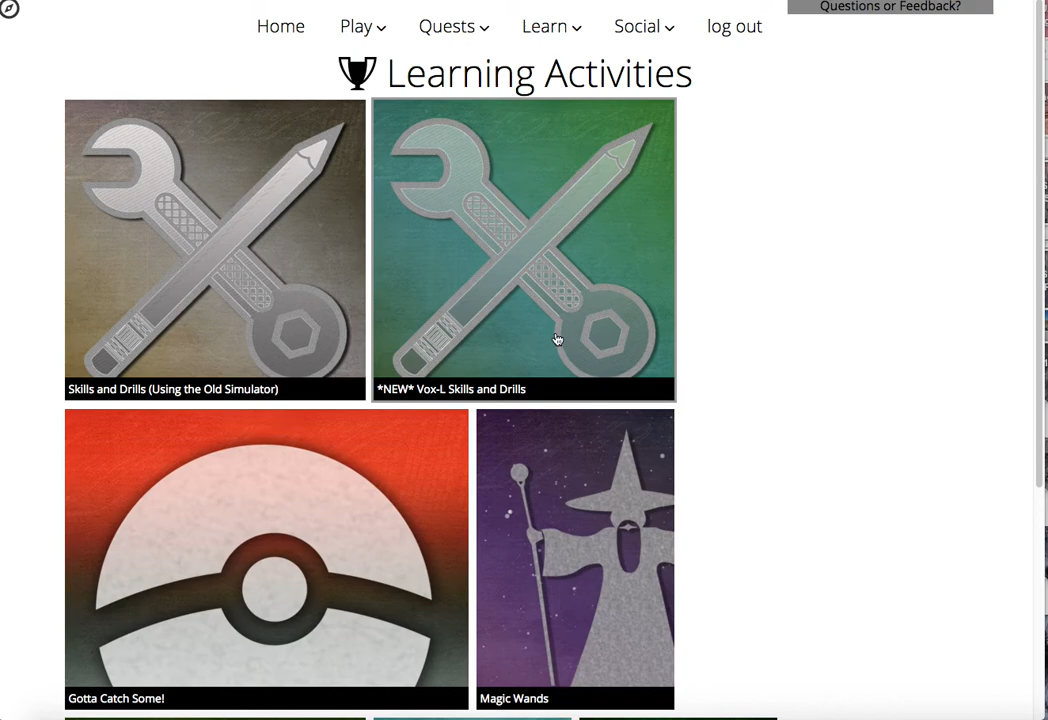 Questions or Feedback?
Home Play Quests Learn Social log out
Learning Activities
Skills and Drills (Using the Old Simulator)
*NEW* Vox-L Skills and Drills
Gotta Catch Some!
Magic Wands